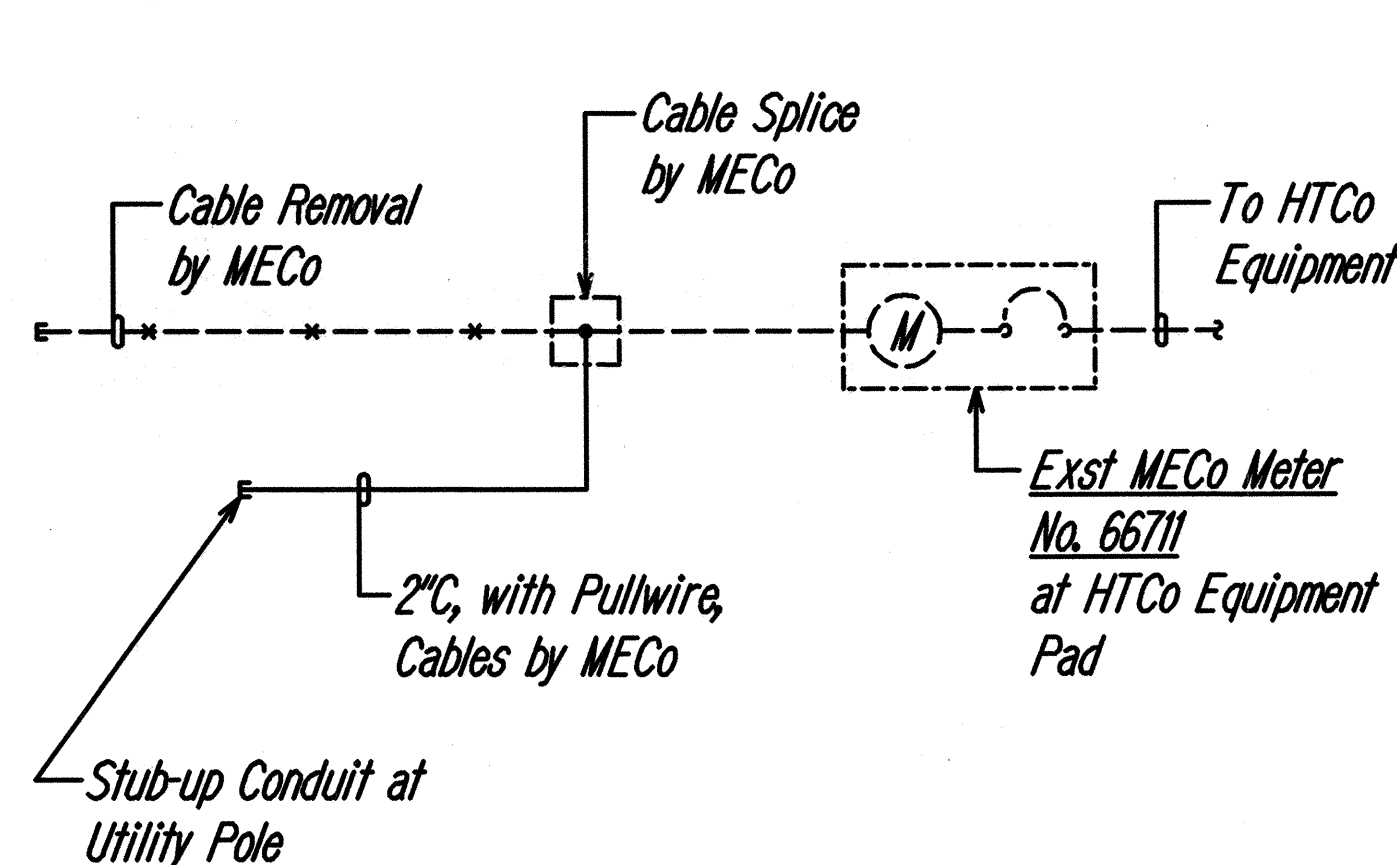 Cable Splice
by MECo
Cable Removal
by MECo
To HTCo
Equipment
M
Exst MECo Meter
No. 66711
at HTCo Equipment
Pad
2"C, with Pullwire,
Cables by MECo
Stub-up Conduit at
Utility Pole